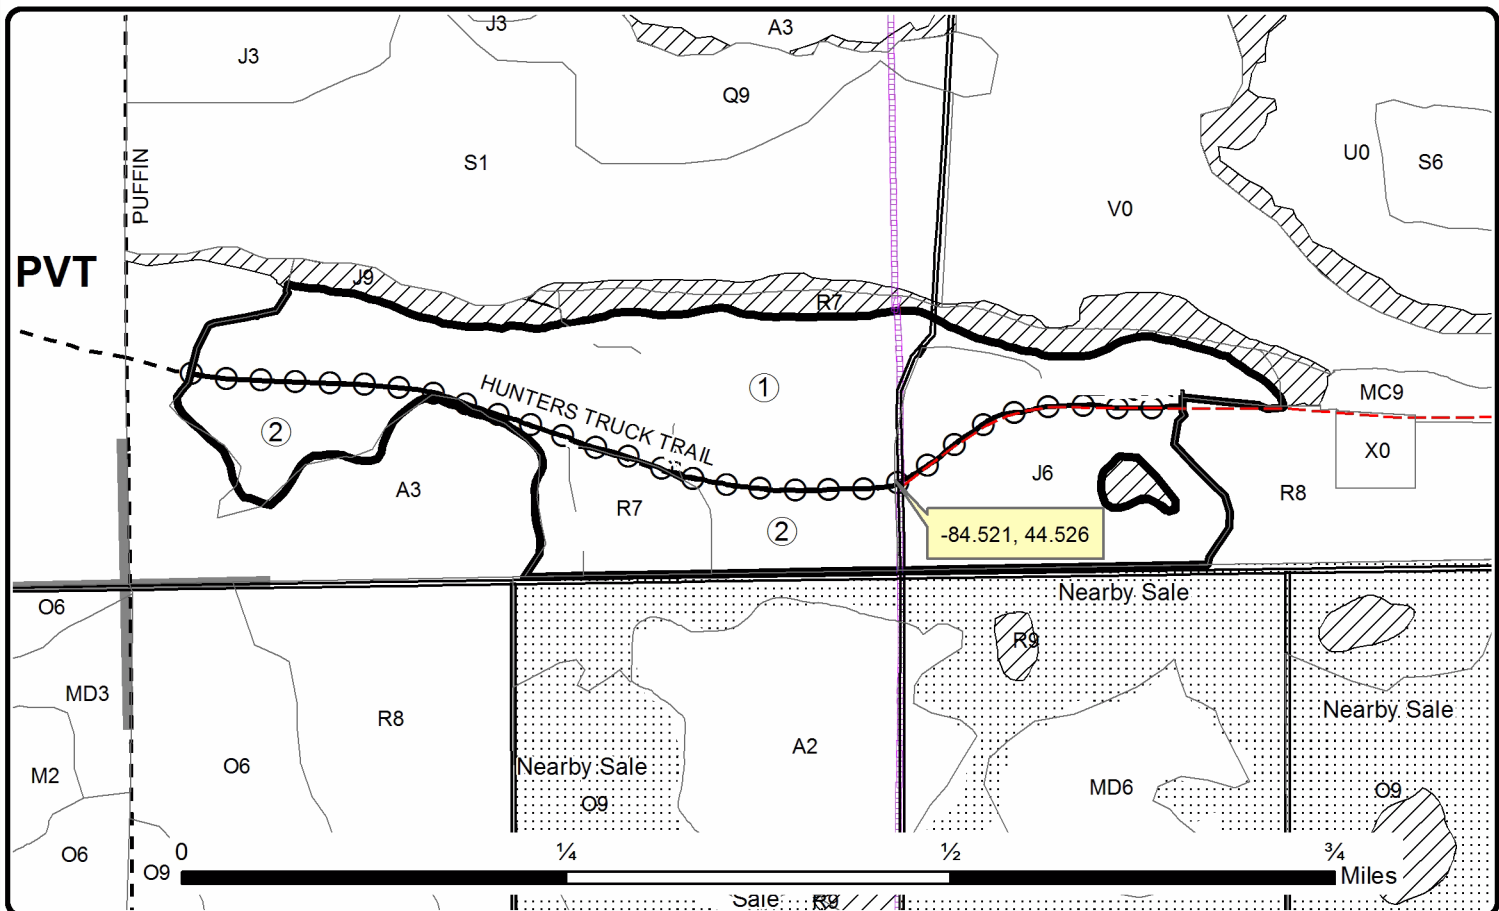 J3
A3
J3
Q9
PUFFIN
S1
U0
S6
V0
PVT
J9
R7
HUNTERS TRUCK TRAIL
1
MC9
2
X0
A3
J6
R8
R7
2
-84.521, 44.526
O6
Nearby Sale
R9
MD3
R8
Nearby Sale
A2
M2
O6
Nearby Sale
MD6
O9
O9
O6
O9
0 ¼ ½ ¾
Miles
Sale
R9